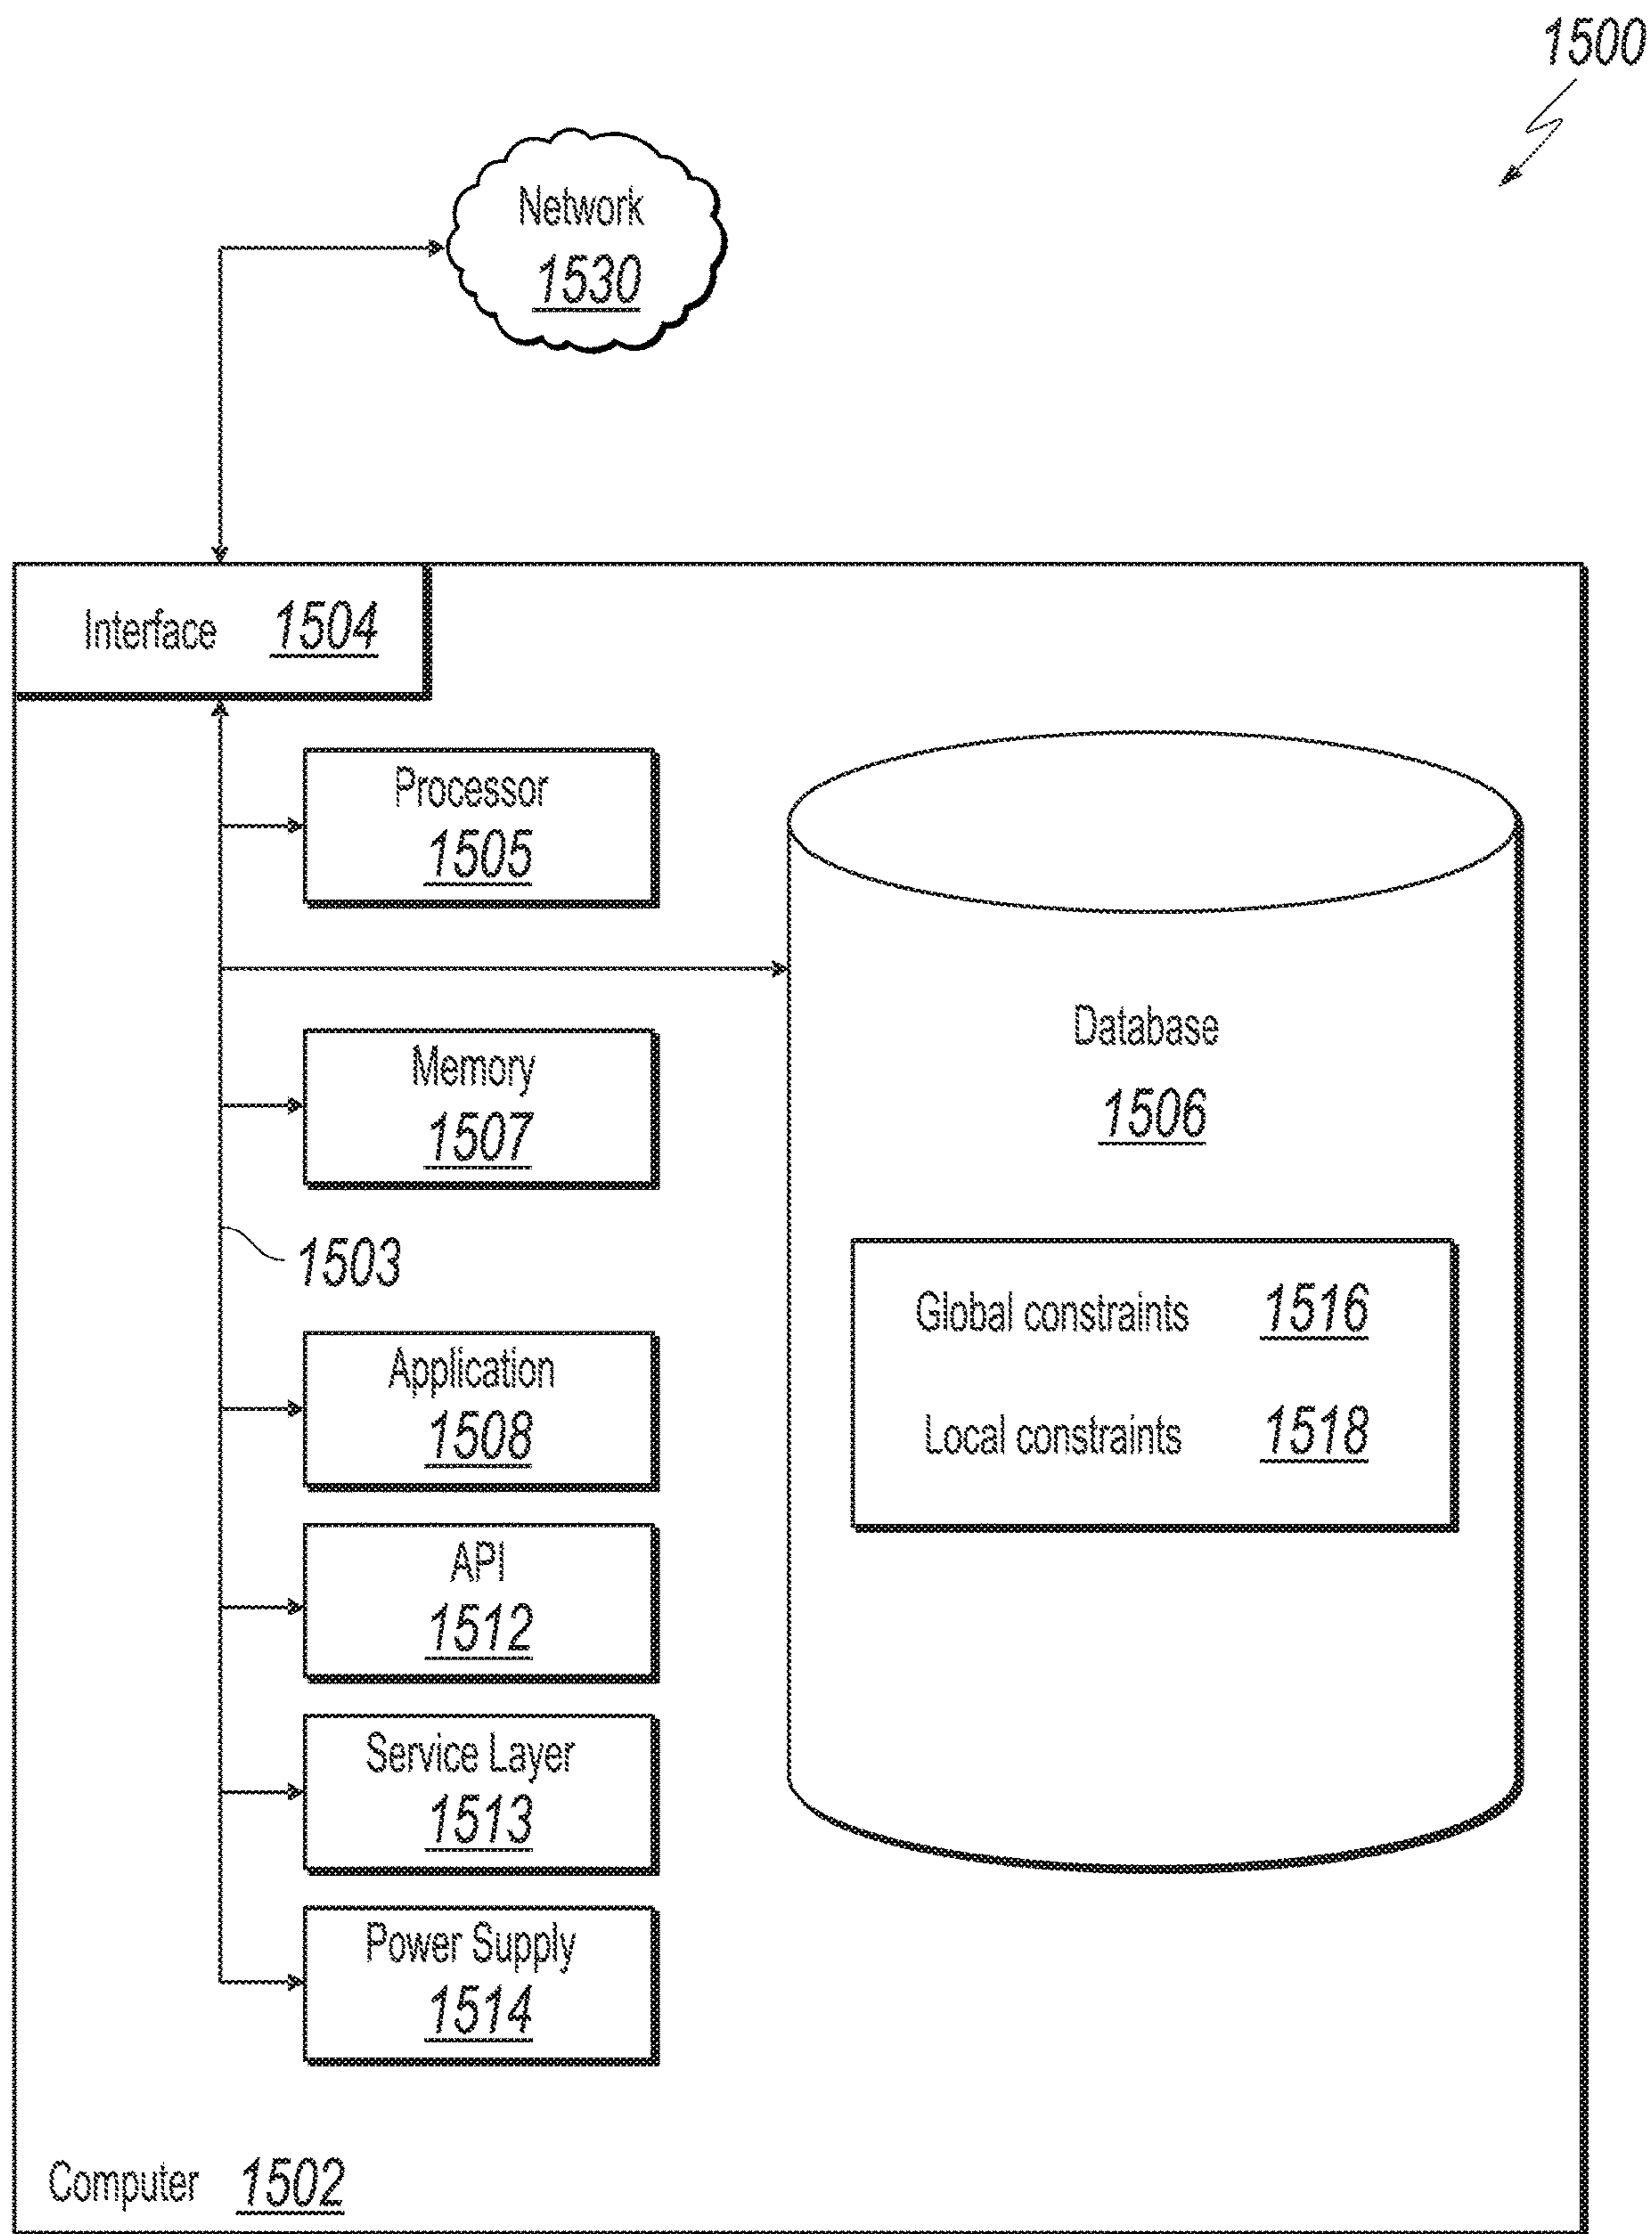 1500
Network
1530
Interface 1504
Processor
1505
Memory
1507
1503
Application
1508
API
1512
Service Layer
1513
Power Supply
1514
Database
1506
Global constraints 1516
Local constraints 1518
Computer 1502